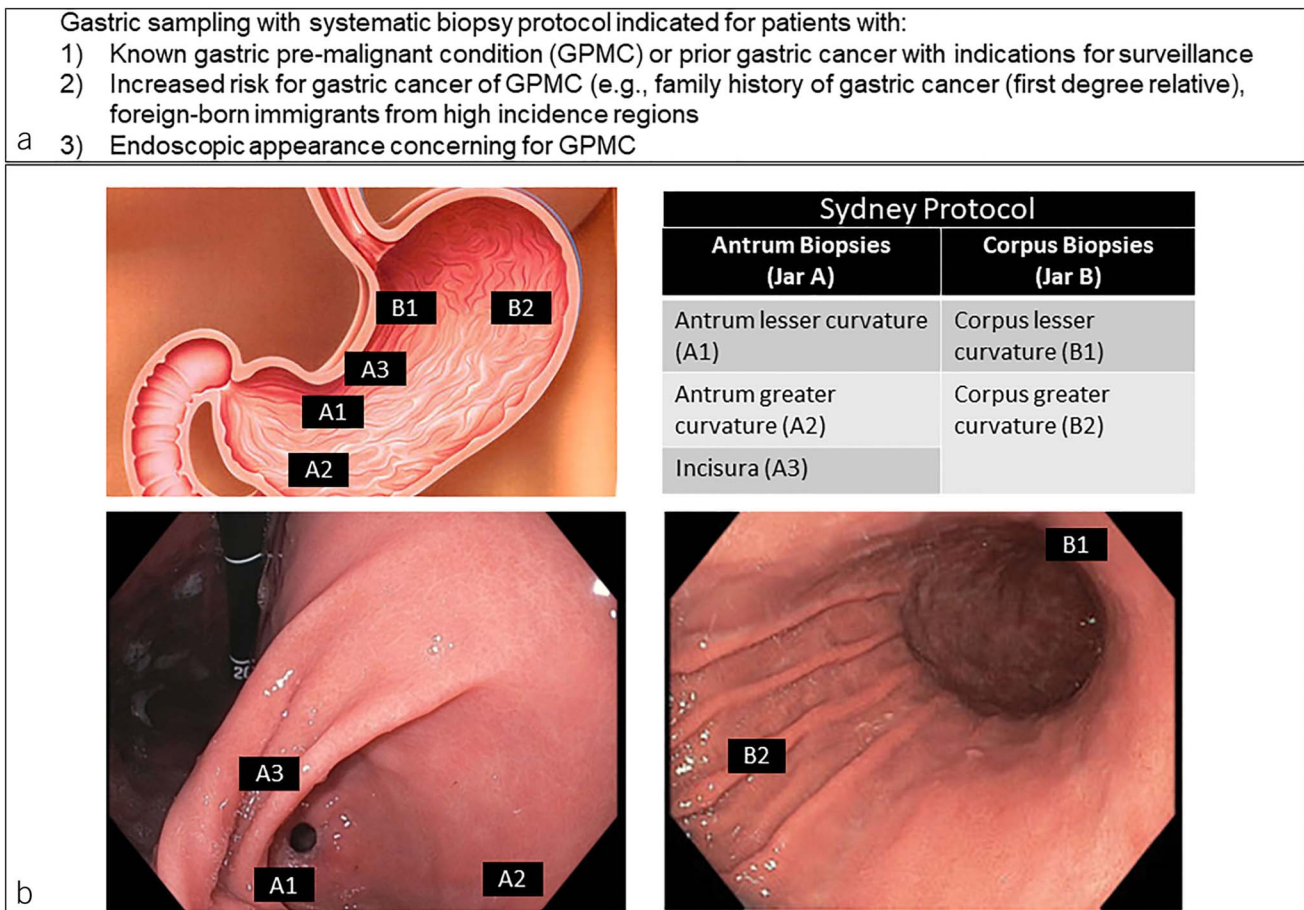 Gastric sampling with systematic biopsy protocol indicated for patients with:
1) Known gastric pre-malignant condition (GPMC) or prior gastric cancer with indications for surveillance
2) Increased risk for gastric cancer of GPMC (e.g., family history of gastric cancer (first degree relative),
foreign-born immigrants from high incidence regions
a 3) Endoscopic appearance concerning for GPMC
B1
B2
A3
A1
A2
Sydney Protocol
Antrum Biopsies
(Jar A)
Corpus Biopsies
(Jar B)
Antrum lesser curvature
(A1)
Corpus lesser
curvature (B1)
Antrum greater
curvature (A2)
Corpus greater
curvature (B2)
Incisura (A3)
20
A3
A1
A2
B1
B2
b